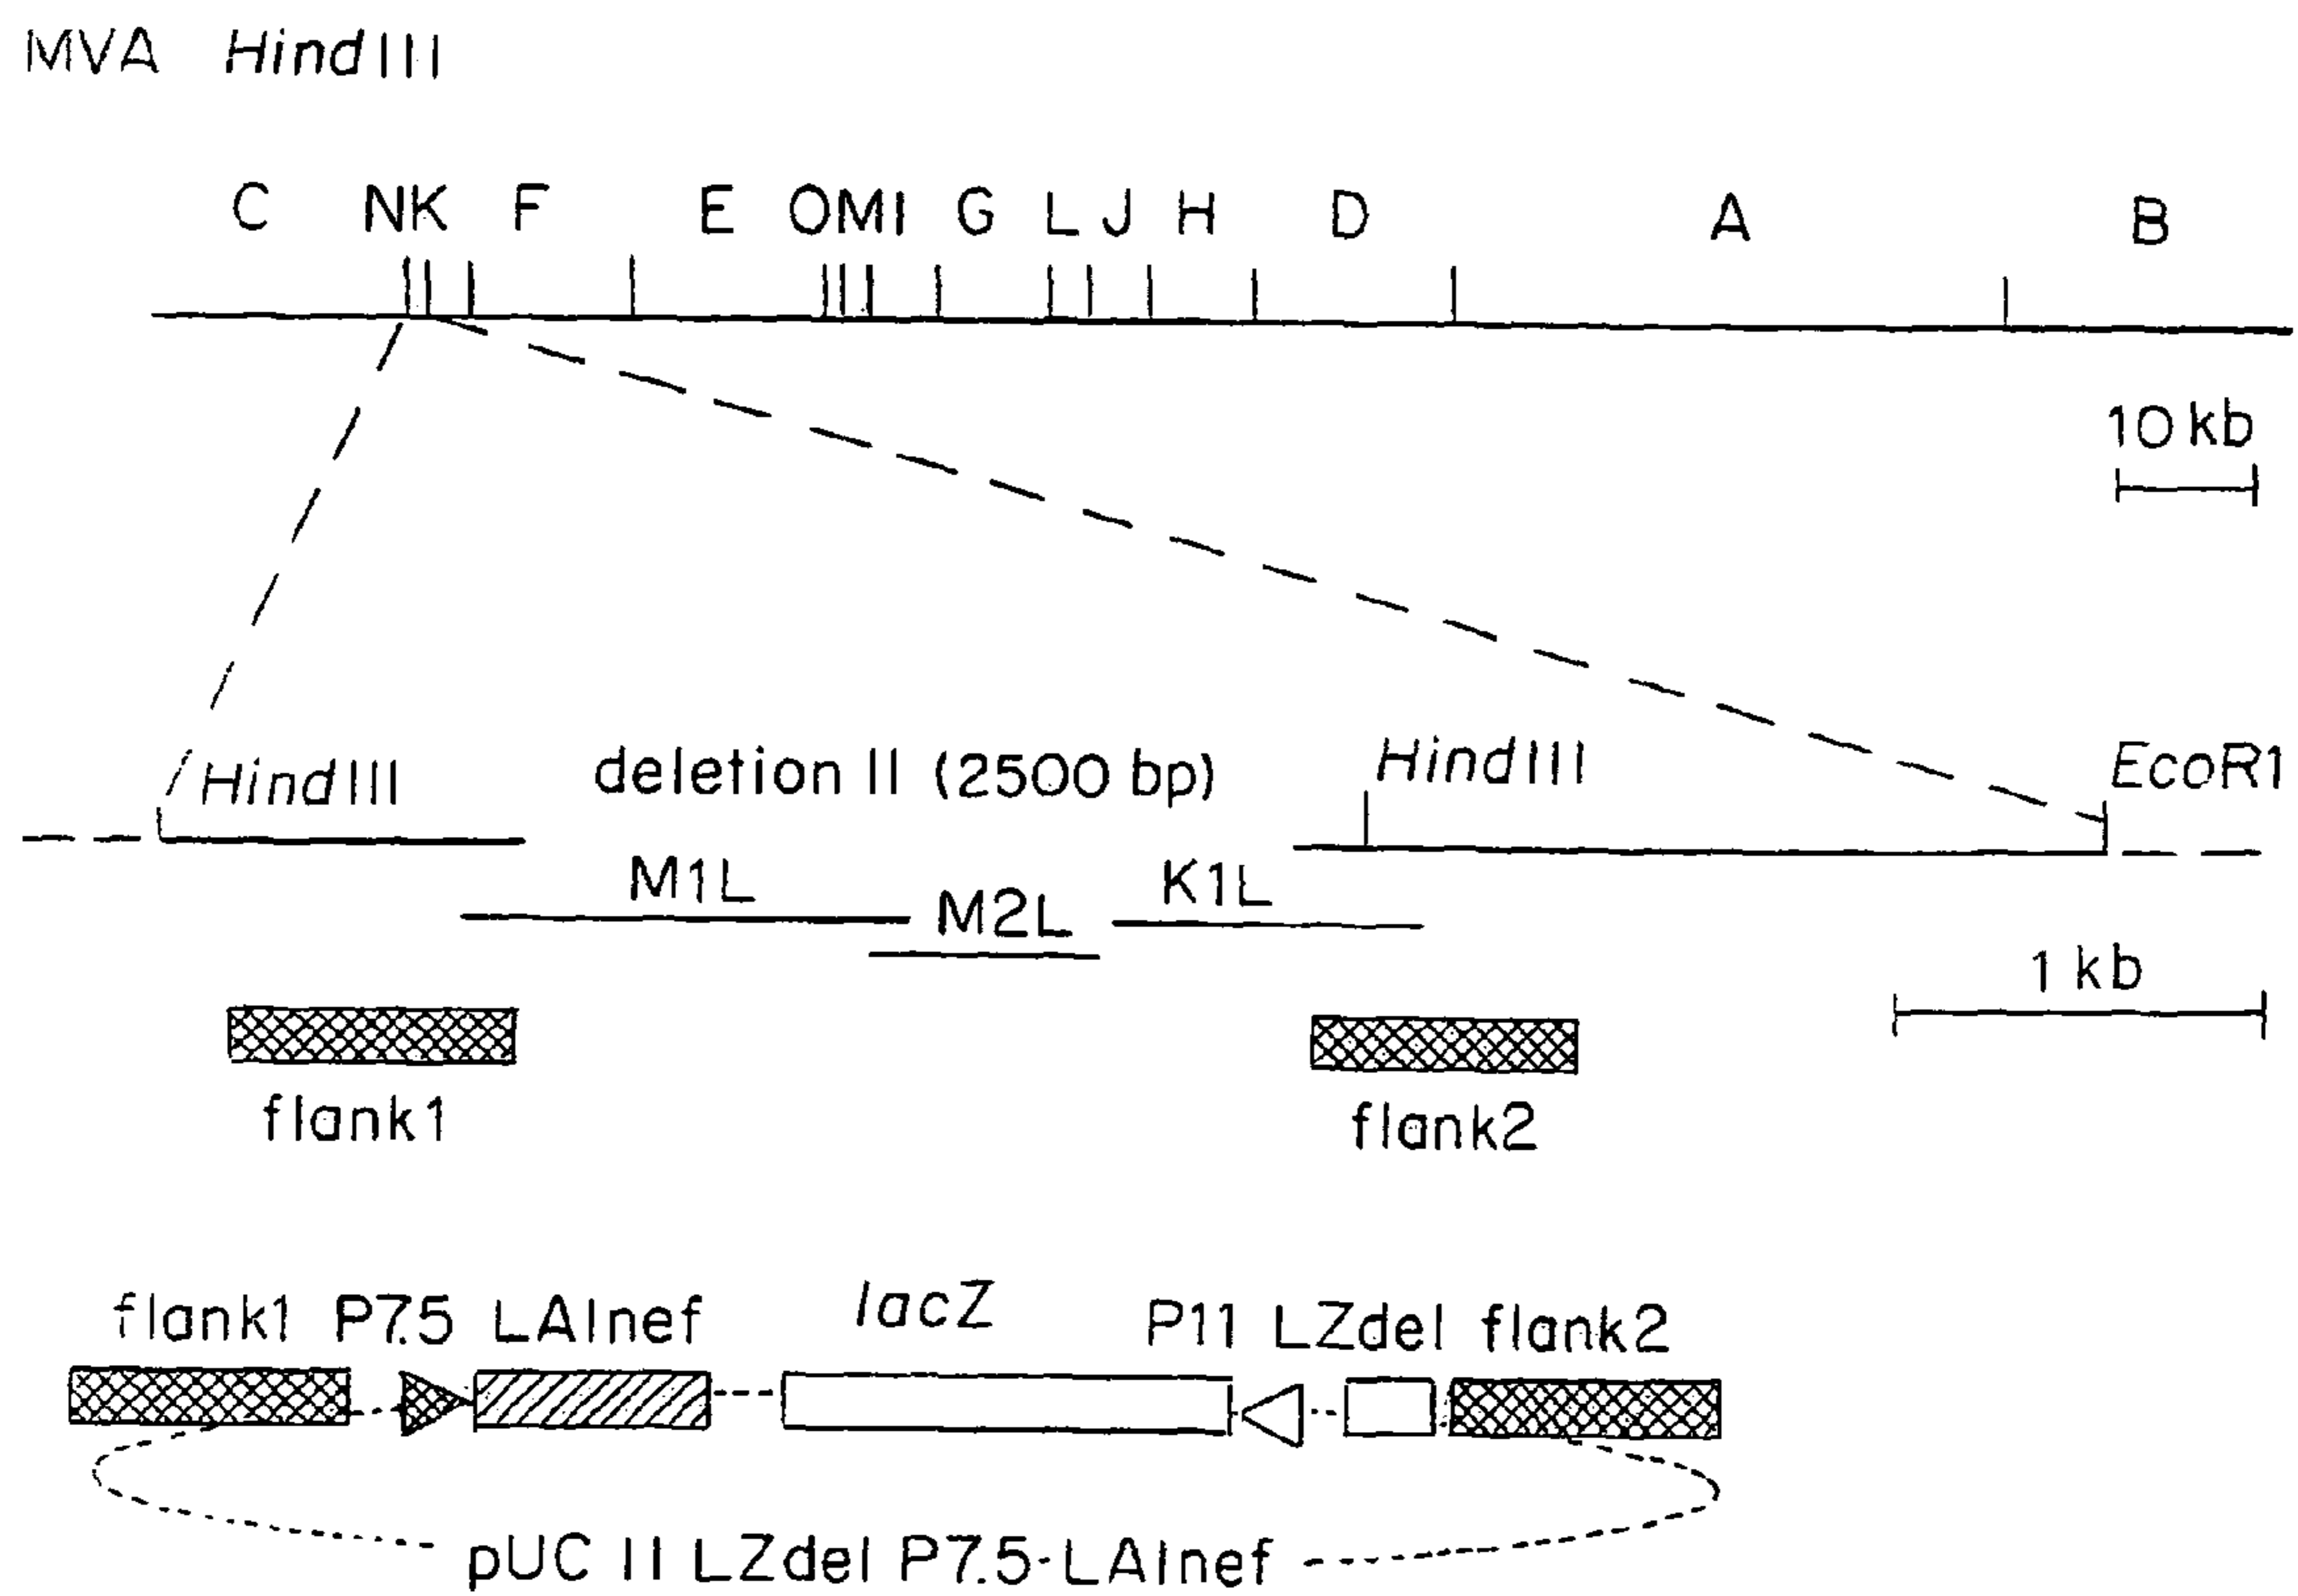 MVA HindIII
C NK F E OMI G L J H D A B
10 kb
HindIII deletion II (2500 bp) HindIII EcoR1
M1L K1L
M2L
1 kb
flank1 flank2
flank1 P7.5 LAInef lacZ P11 LZdel flank2
pUC II LZdel P7.5-LAInef